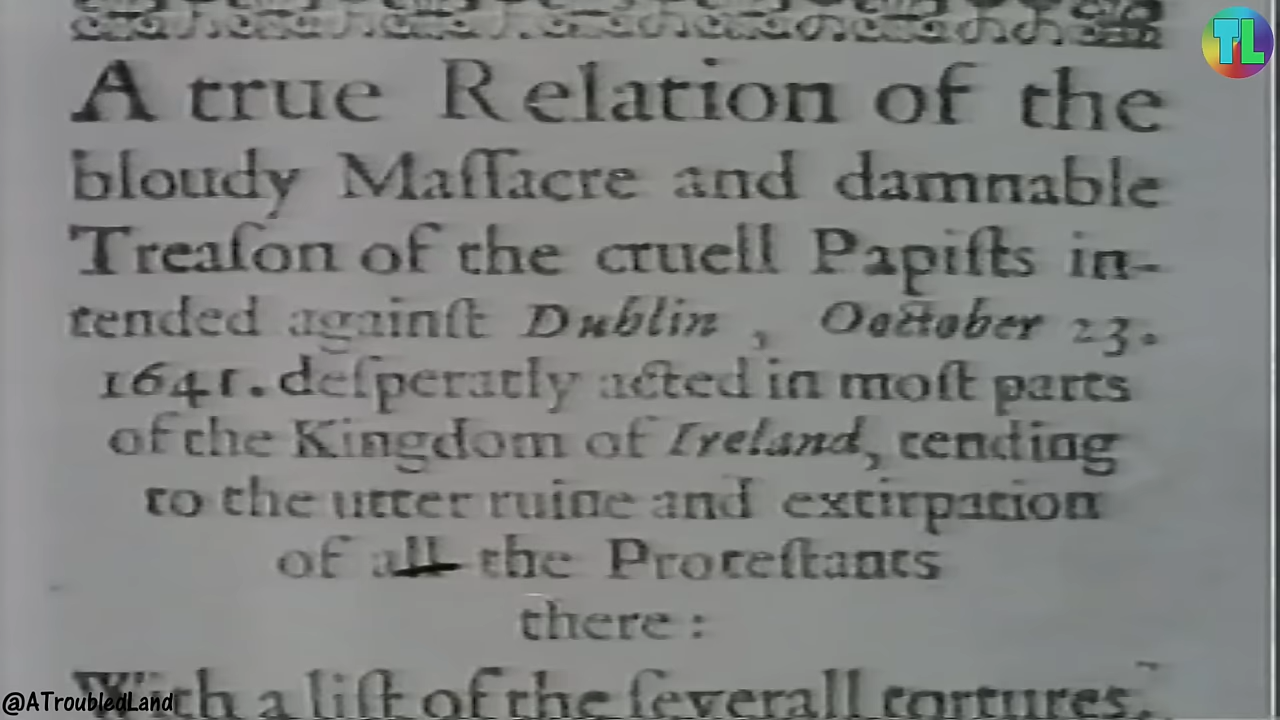 TL
A true Relation of the
bloudy Maſſacre and damnable
Treaſon of the cruell Papiſts in-
tended againſt Dublin, October 23.
1641. deſperatly acted in moſt parts
of the Kingdom of Ireland, tending
to the utter ruine and extirpation
of all the Proteſtants
there:
With a liſt of the ſeverall tortures,
@ATroubledLand